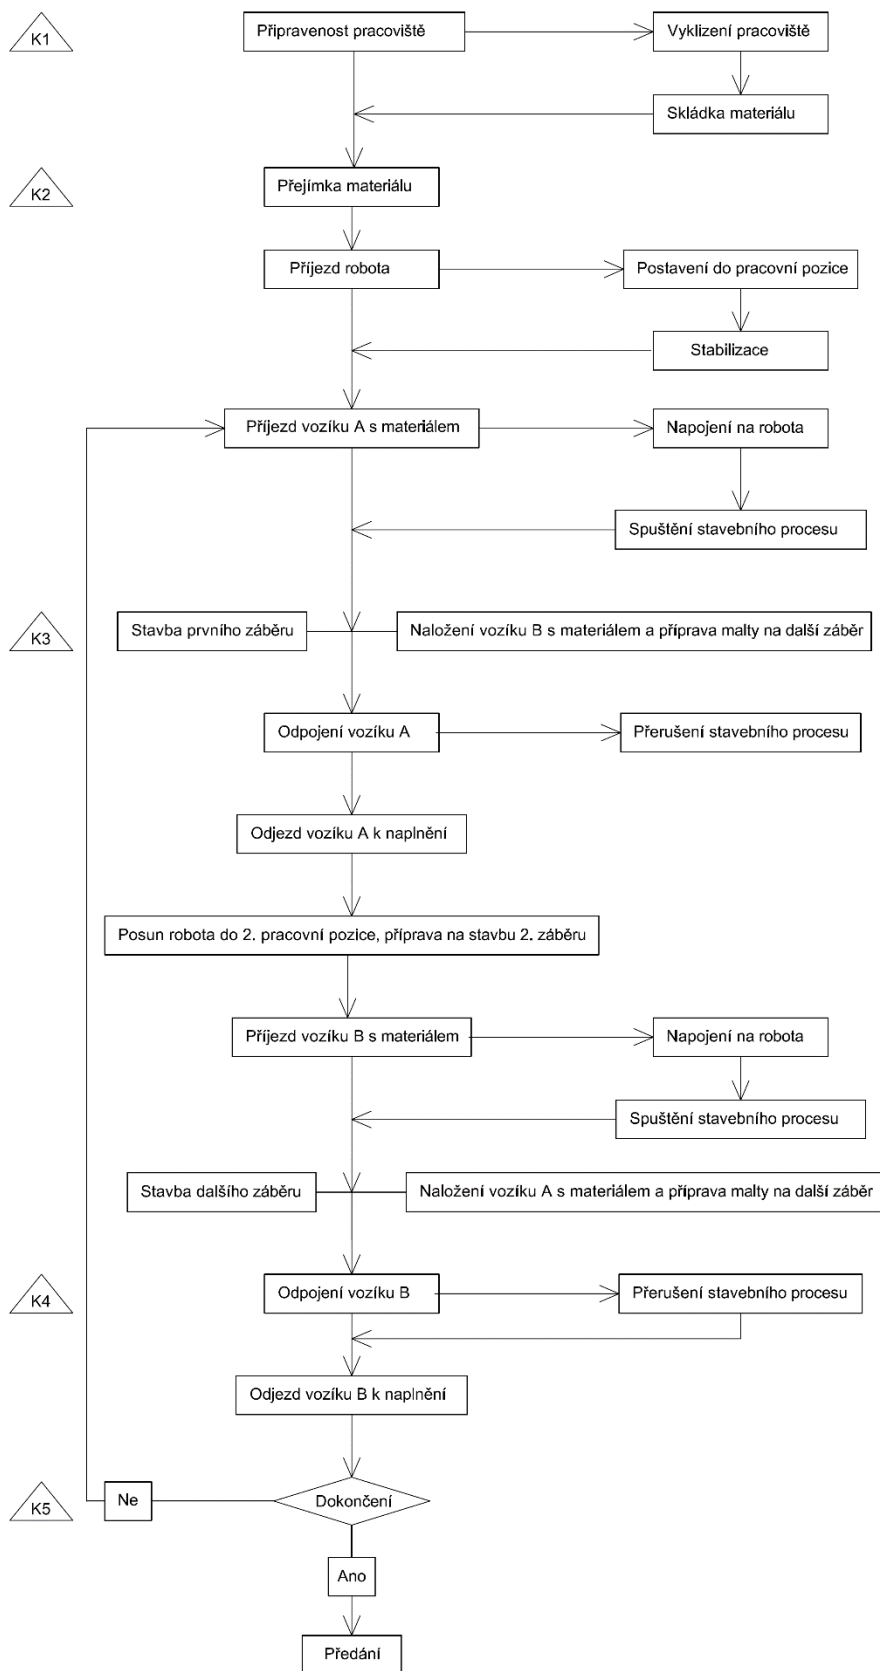 K1
Připravenost pracoviště
Vyklizení pracoviště
Skládka materiálu
K2
Přejímka materiálu
Příjezd robota
Postavení do pracovní pozice
Stabilizace
Příjezd vozíku A s materiálem
Napojení na robota
Spuštění stavebního procesu
K3
Stavba prvního záběru
Naložení vozíku B s materiálem a příprava malty na další záběr
Odpojení vozíku A
Přerušení stavebního procesu
Odjezd vozíku A k naplnění
Posun robota do 2. pracovní pozice, příprava na stavbu 2. záběru
Příjezd vozíku B s materiálem
Napojení na robota
Spuštění stavebního procesu
Stavba dalšího záběru
Naložení vozíku A s materiálem a příprava malty na další záběr
K4
Odpojení vozíku B
Přerušení stavebního procesu
Odjezd vozíku B k naplnění
K5
Ne
Dokončení
Ano
Předání